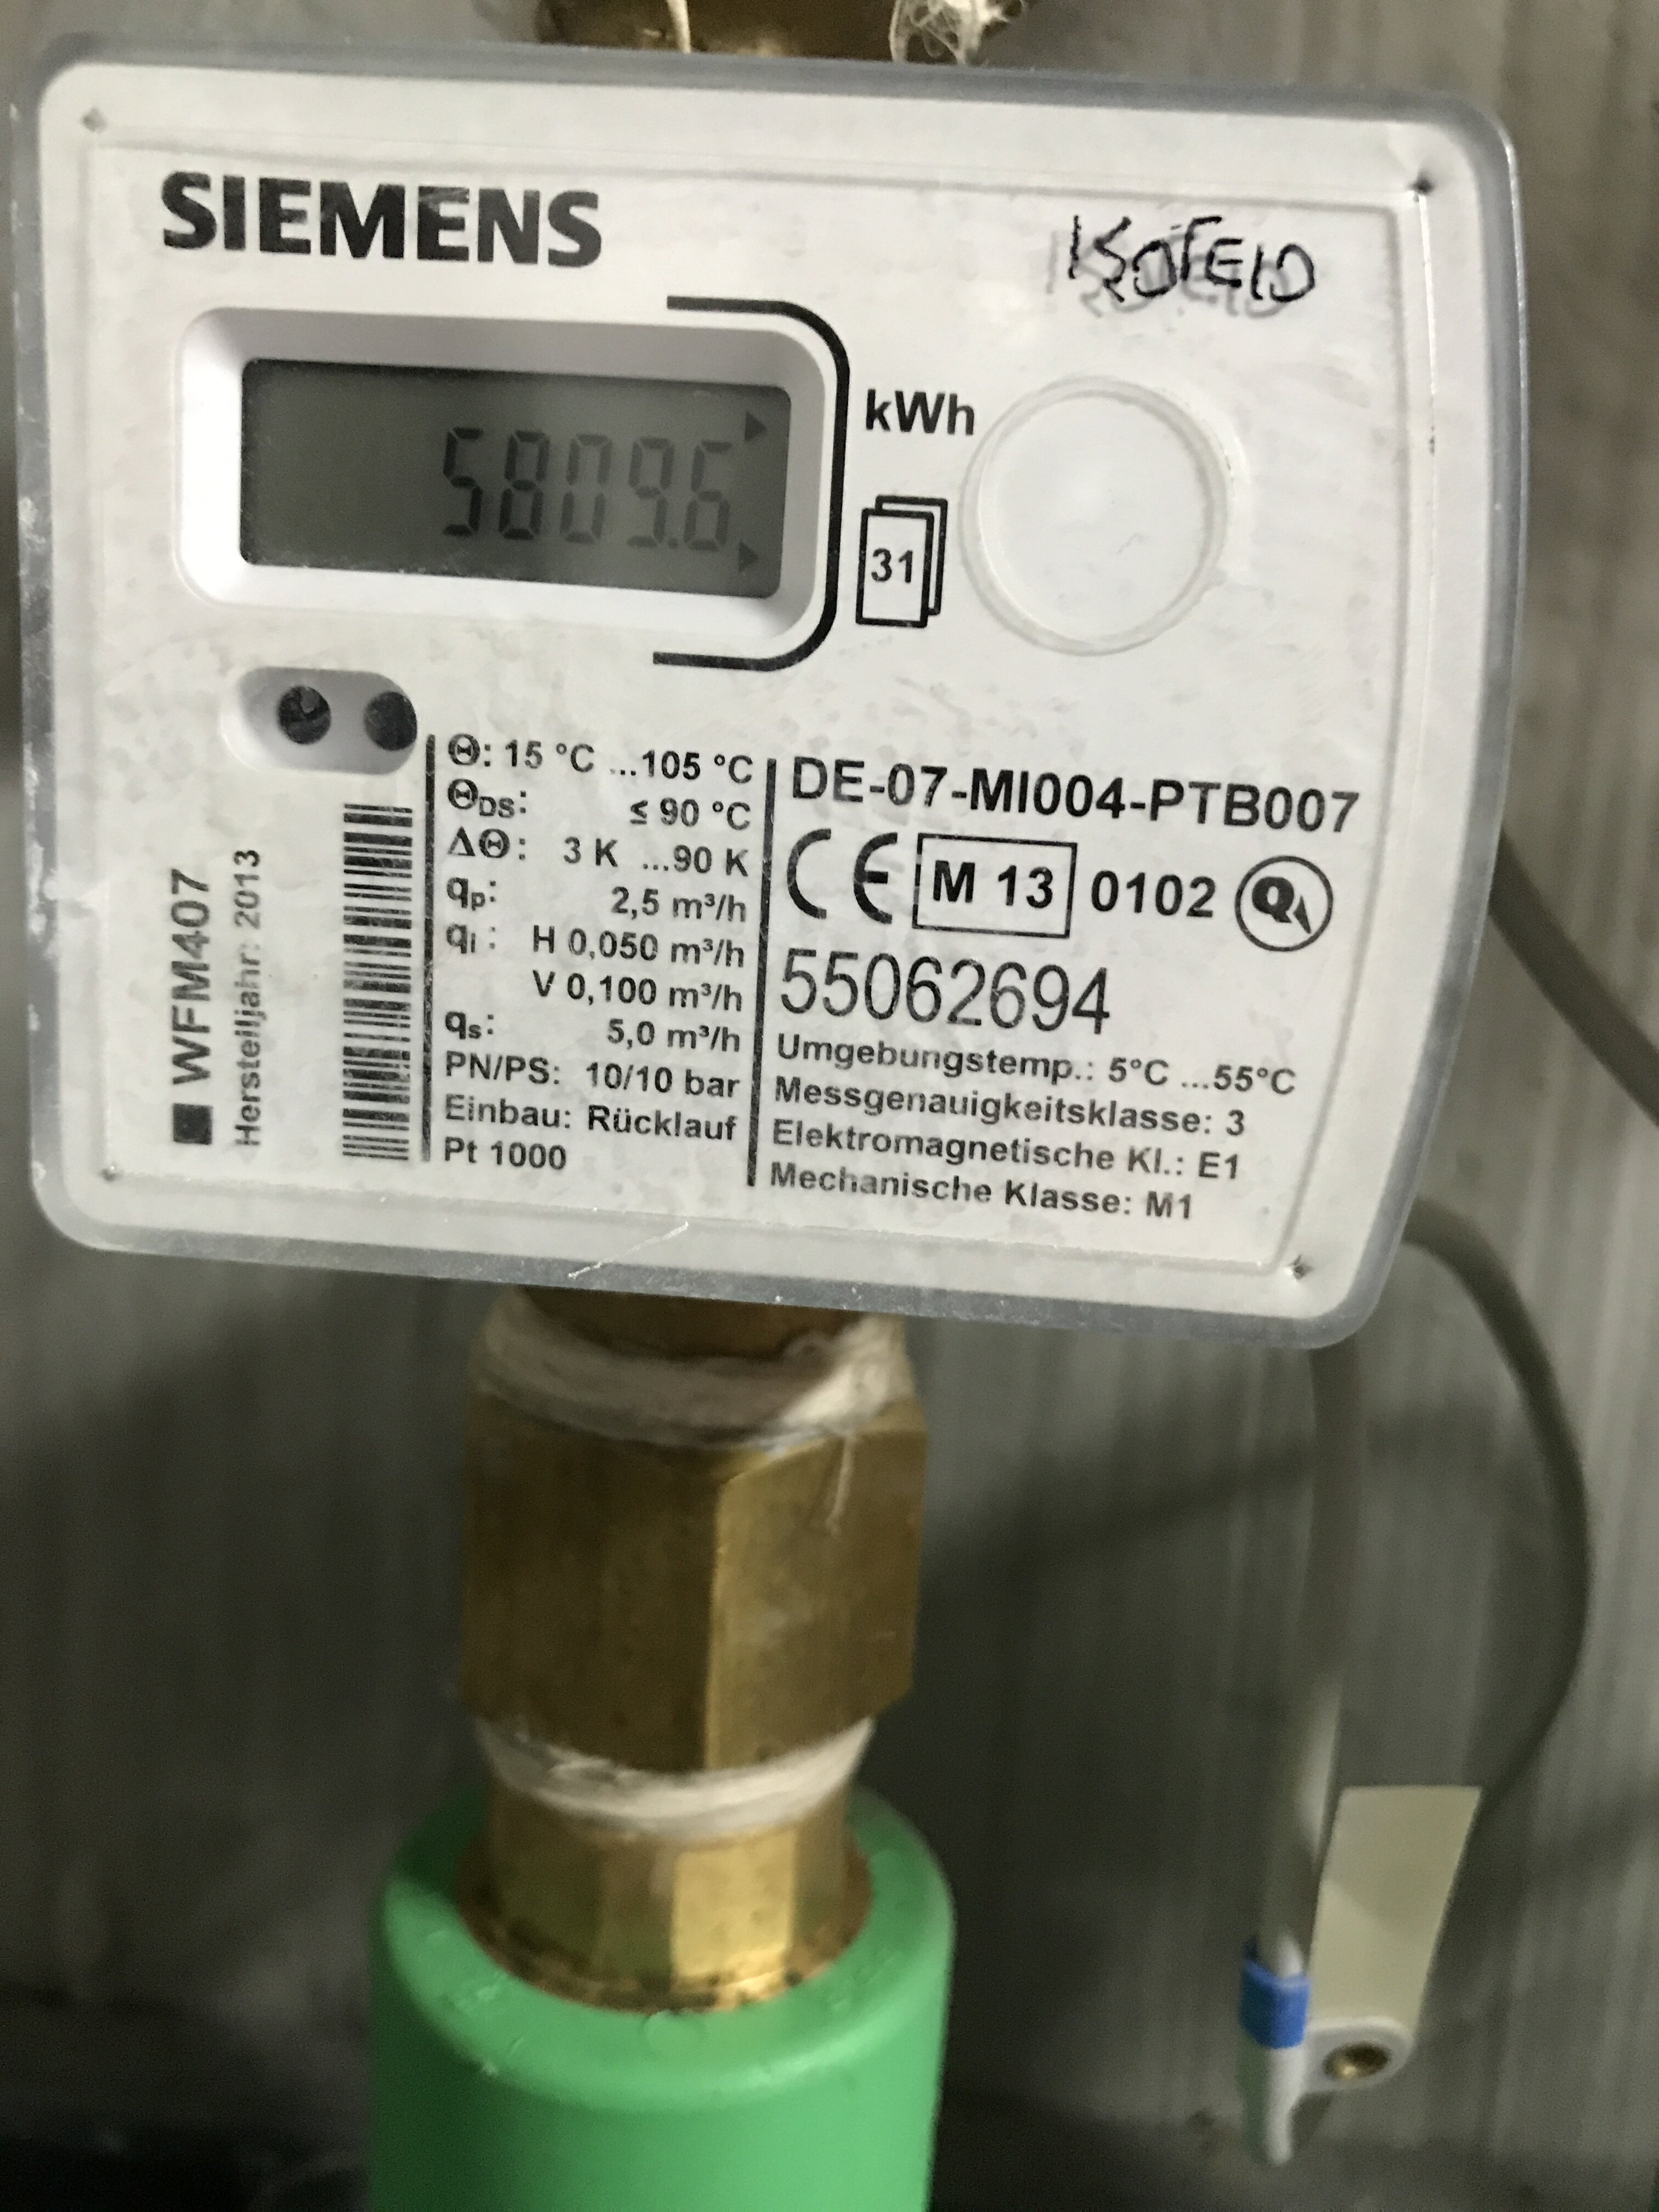 SIEMENS
5809.6
kWh
31
WFM407
Herstelljahr: 2013
Θ: 15 °C ...105 °C
ΘDS: ≤ 90 °C
ΔΘ: 3 K ...90 K
qp: 2,5 m³/h
qi: H 0,050 m³/h
V 0,100 m³/h
qs: 5,0 m³/h
PN/PS: 10/10 bar
Einbau: Rücklauf
Pt 1000
DE-07-MI004-PTB007
CE M 13 0102 Q
55062694
Umgebungstemp.: 5°C ...55°C
Messgenauigkeitsklasse: 3
Elektromagnetische Kl.: E1
Mechanische Klasse: M1